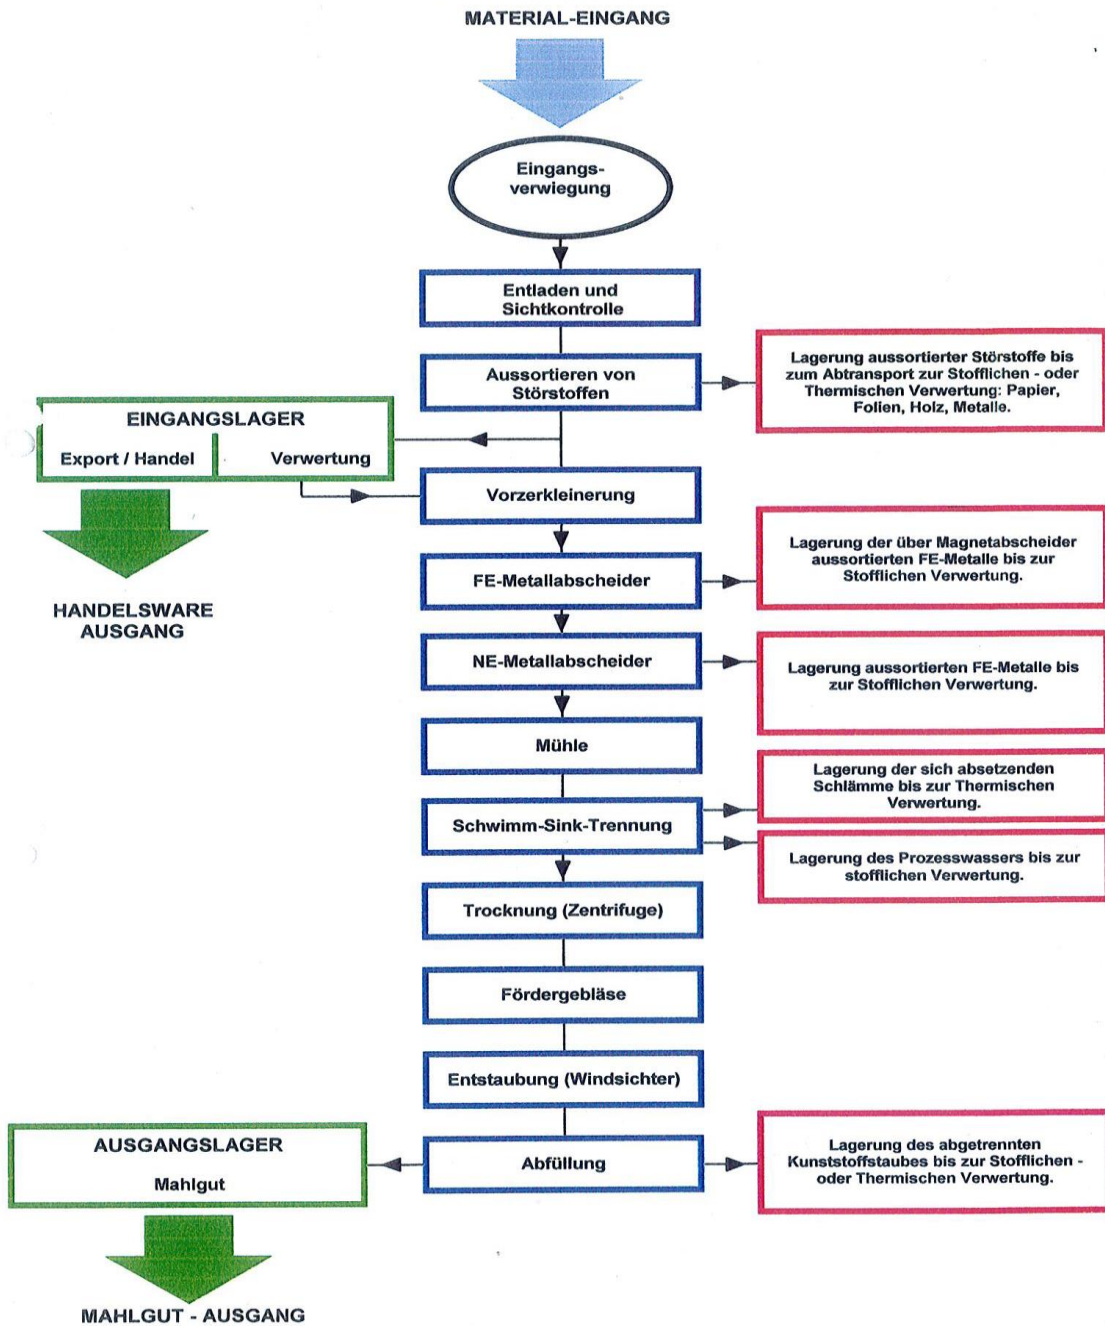 MATERIAL-EINGANG
Eingangs-
verwiegung
Entladen und
Sichtkontrolle
Aussortieren von
Störstoffen
Lagerung aussortierter Störstoffe bis
zum Abtransport zur Stofflichen - oder
Thermischen Verwertung: Papier,
Folien, Holz, Metalle.
EINGANGSLAGER
Export / Handel
Verwertung
HANDELSWARE
AUSGANG
Vorzerkleinerung
FE-Metallabscheider
Lagerung der über Magnetabscheider
aussortierten FE-Metalle bis zur
Stofflichen Verwertung.
NE-Metallabscheider
Lagerung aussortierten FE-Metalle bis
zur Stofflichen Verwertung.
Mühle
Schwimm-Sink-Trennung
Lagerung der sich absetzenden
Schlämme bis zur Thermischen
Verwertung.
Lagerung des Prozesswassers bis zur
stofflichen Verwertung.
Trocknung (Zentrifuge)
Fördergebläse
Entstaubung (Windsichter)
Abfüllung
Lagerung des abgetrennten
Kunststoffstaubes bis zur Stofflichen -
oder Thermischen Verwertung.
AUSGANGSLAGER
Mahlgut
MAHLGUT - AUSGANG